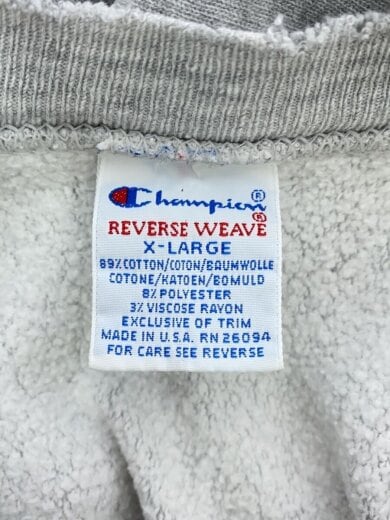 Champion®
REVERSE WEAVE®
X-LARGE
89% COTTON/COTON/BAUMWOLLE
COTONE/KATOEN/BOMULD
8% POLYESTER
3% VISCOSE RAYON
EXCLUSIVE OF TRIM
MADE IN U.S.A. RN 26094
FOR CARE SEE REVERSE